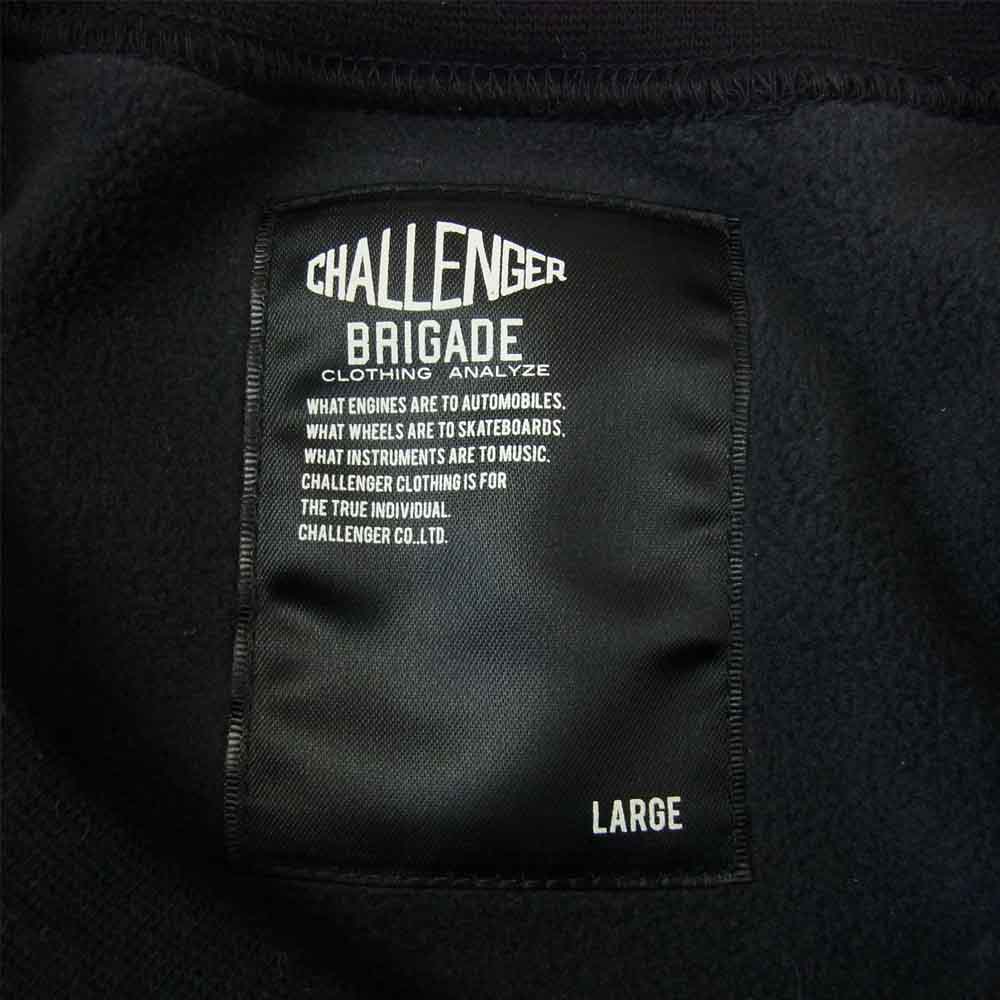 CHALLENGER
BRIGADE
CLOTHING ANALYZE
WHAT ENGINES ARE TO AUTOMOBILES.
WHAT WHEELS ARE TO SKATEBOARDS.
WHAT INSTRUMENTS ARE TO MUSIC.
CHALLENGER CLOTHING IS FOR
THE TRUE INDIVIDUAL.
CHALLENGER CO..LTD.
LARGE